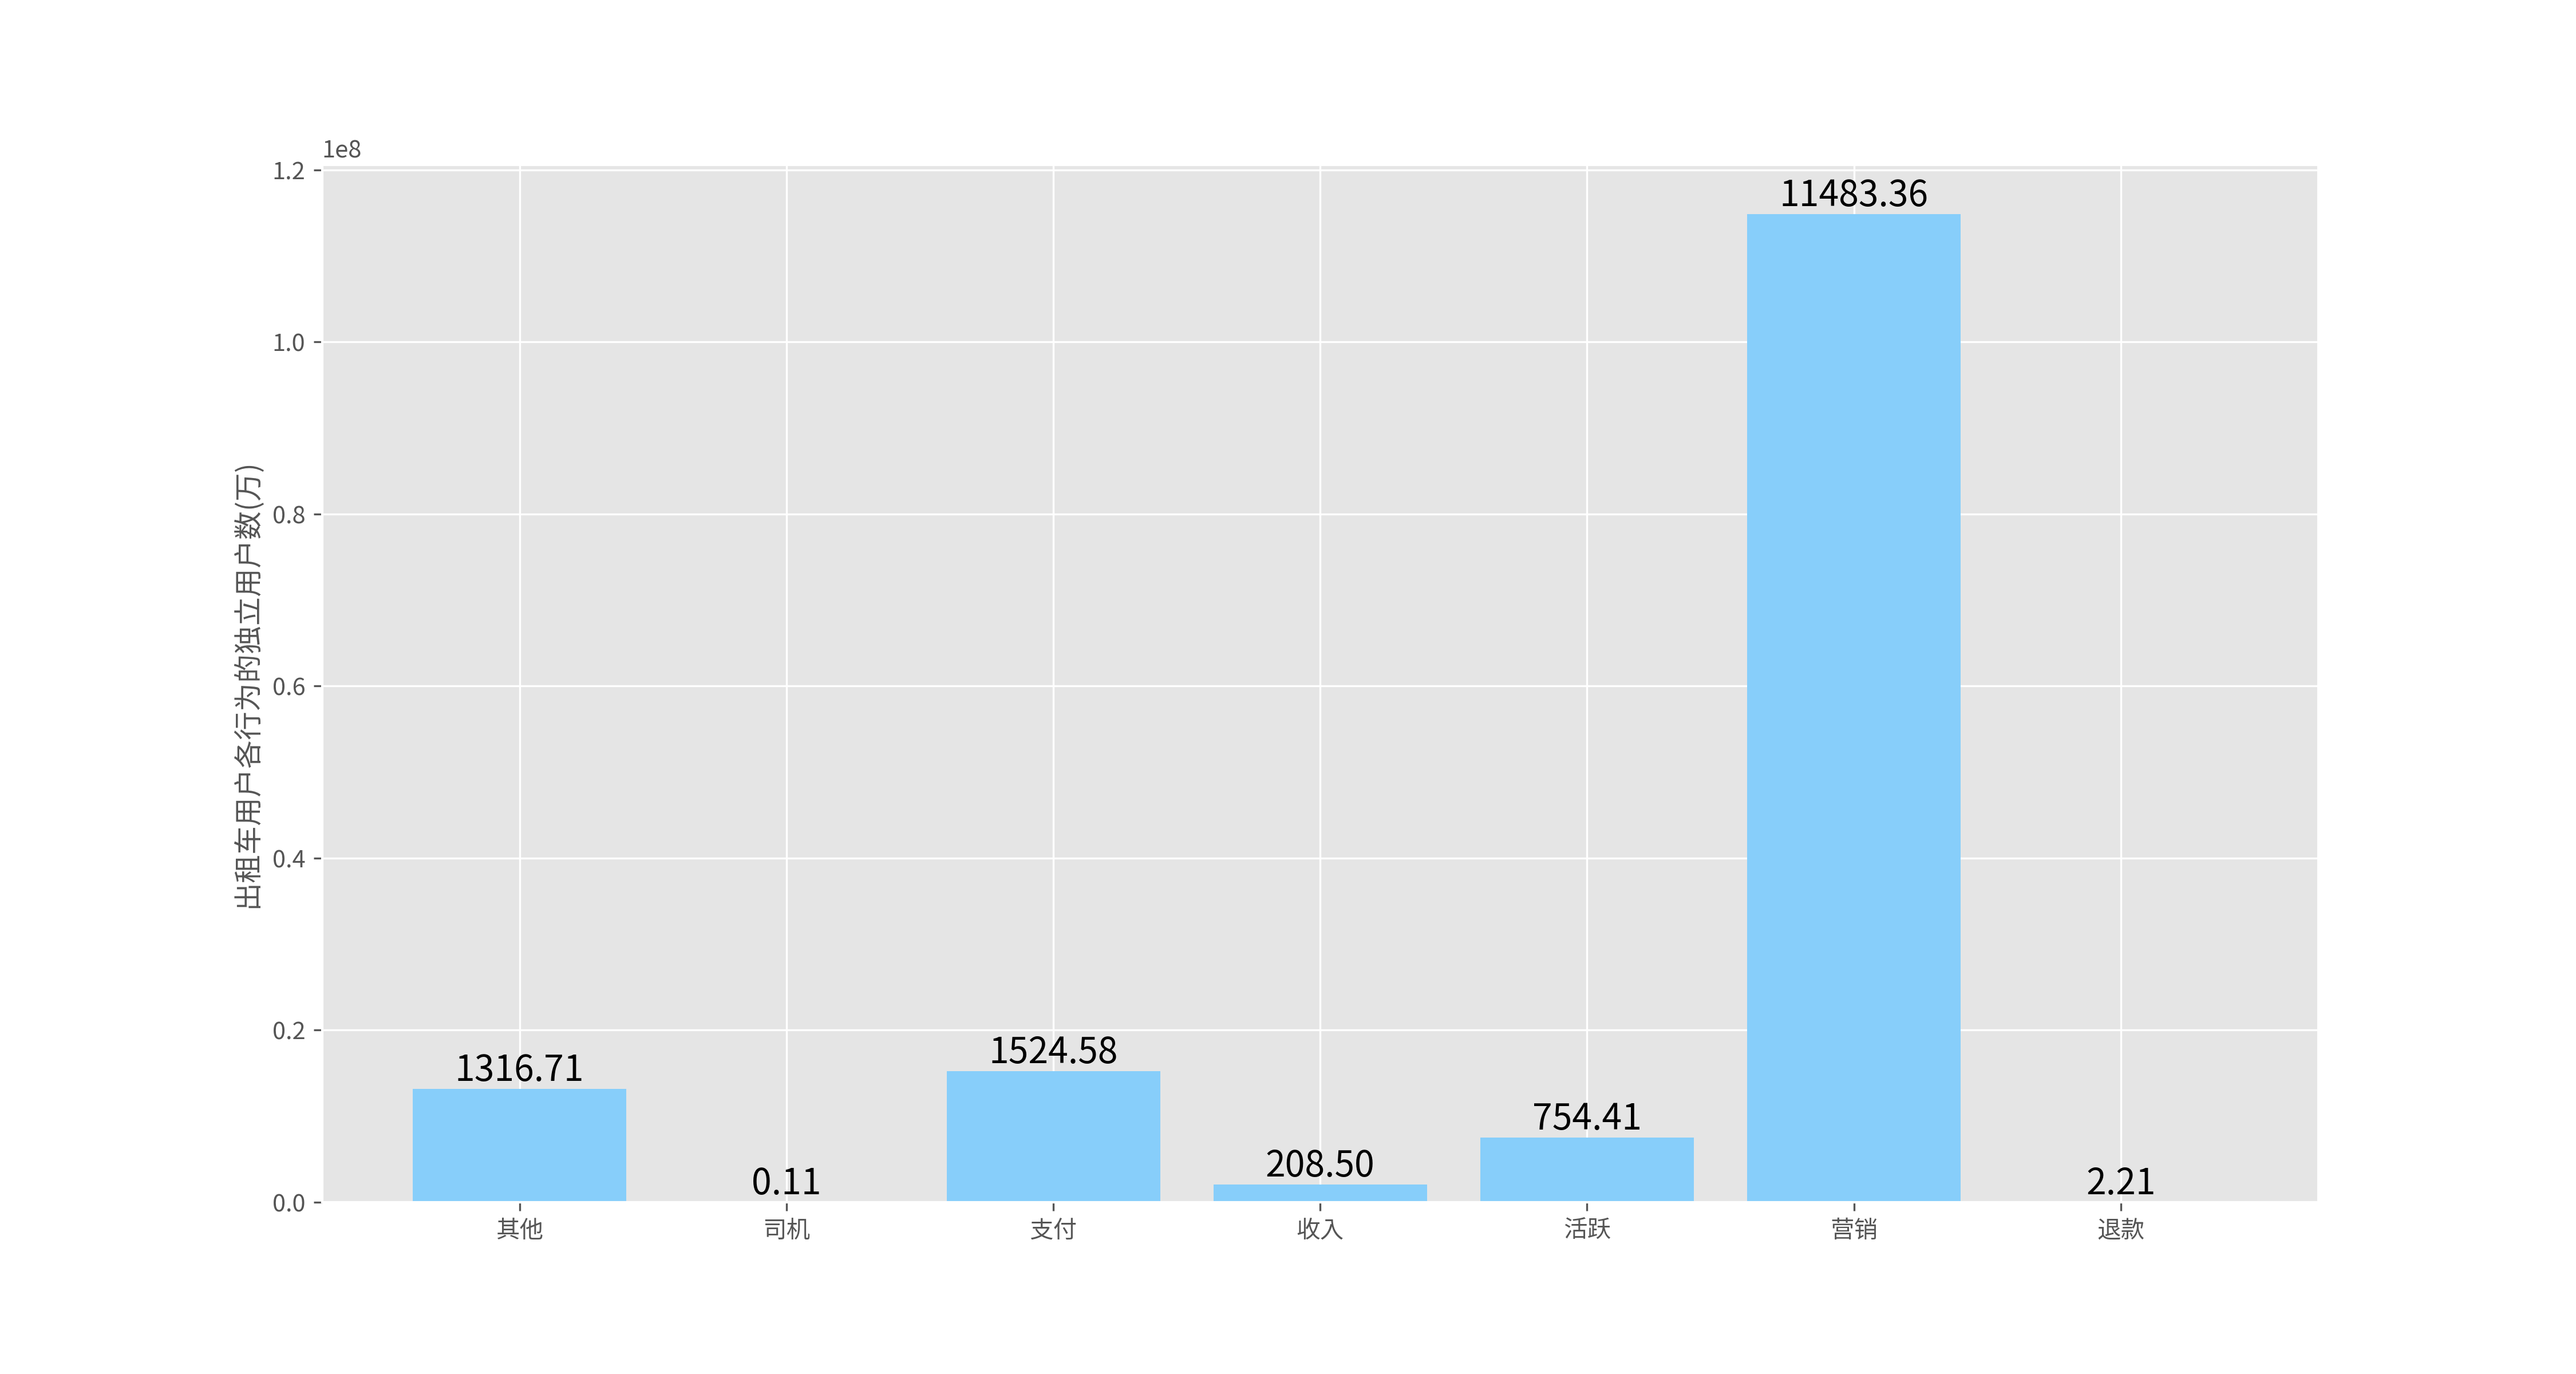 1e8
1.2
1.0
0.8
0.6
0.4
0.2
0.0
出租车用户各行为的独立用户数(万)
1316.71
0.11
1524.58
208.50
754.41
11483.36
2.21
其他
司机
支付
收入
活跃
营销
退款